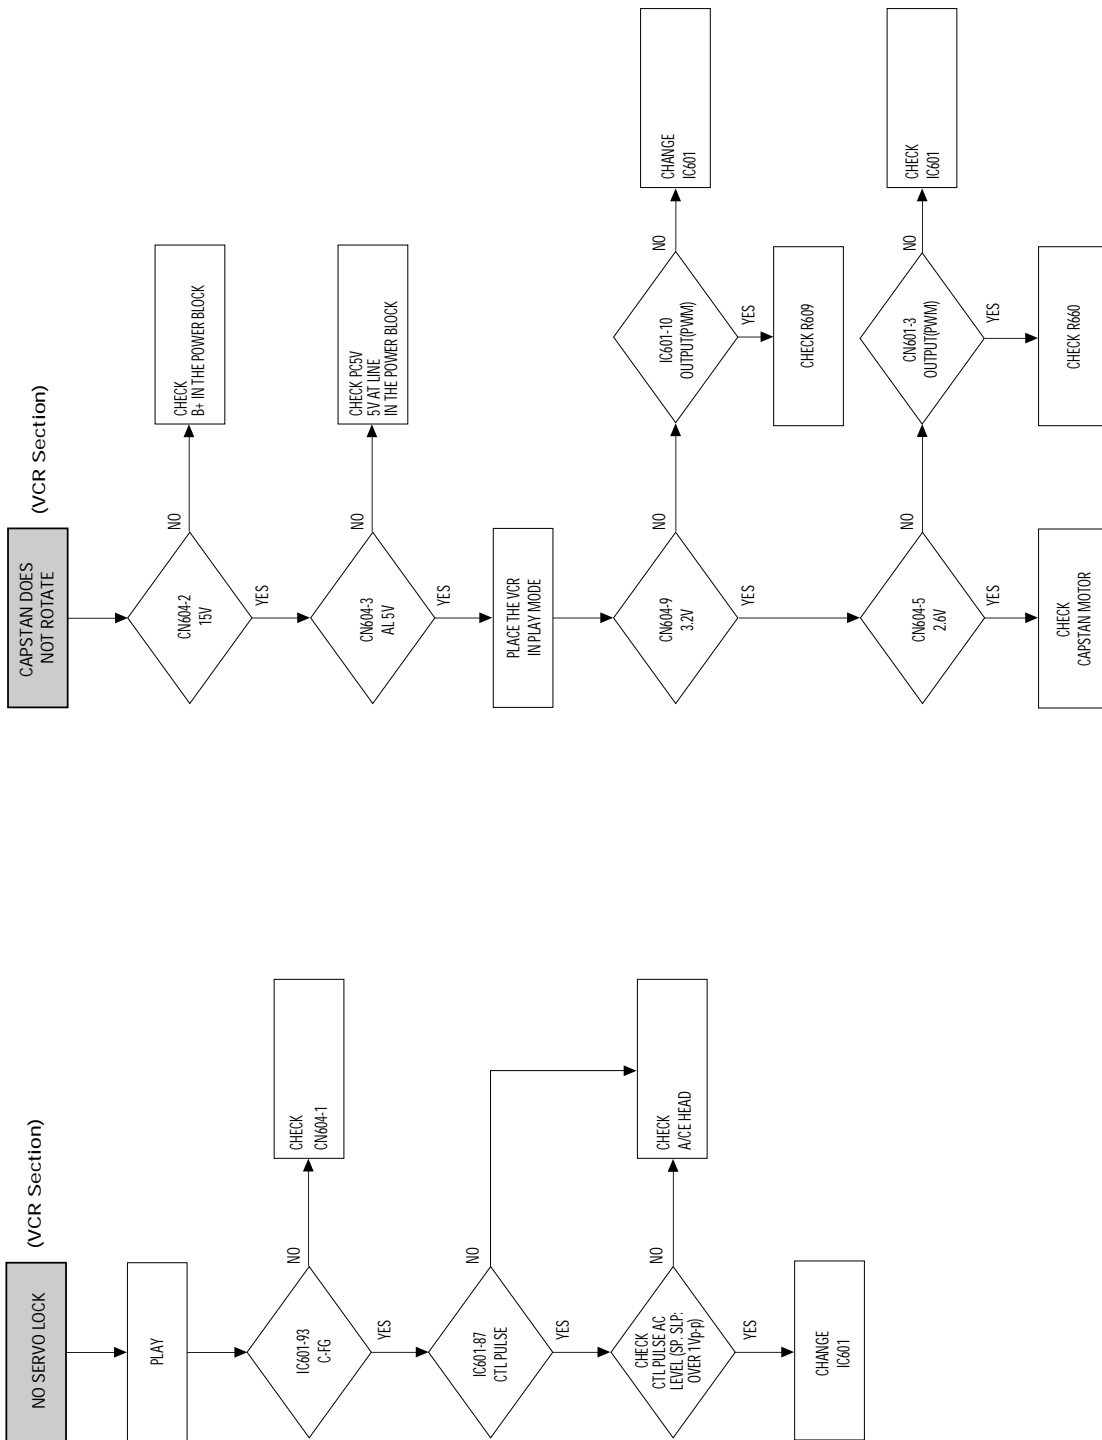 CAPSTAN DOES
NOT ROTATE
(VCR Section)
CN604-2
15V
NO
CHECK
B+ IN THE POWER BLOCK
YES
CN604-3
AL 5V
NO
CHECK PC5V
5V AT LINE
IN THE POWER BLOCK
YES
PLACE THE VCR
IN PLAY MODE
CN604-9
3.2V
NO
IC601-10
OUTPUT(PWM)
NO
CHANGE
IC601
YES
CHECK R609
YES
CN604-5
2.6V
NO
CN601-3
OUTPUT(PWM)
NO
CHECK
IC601
YES
CHECK R660
YES
CHECK
CAPSTAN MOTOR
NO SERVO LOCK
(VCR Section)
PLAY
IC601-93
C-FG
NO
CHECK
CN604-1
YES
IC601-87
CTL PULSE
NO
YES
CHECK
CTL PULSE AC
LEVEL (SP, SLP:
OVER 1Vp-p)
NO
CHECK
A/CE HEAD
YES
CHANGE
IC601